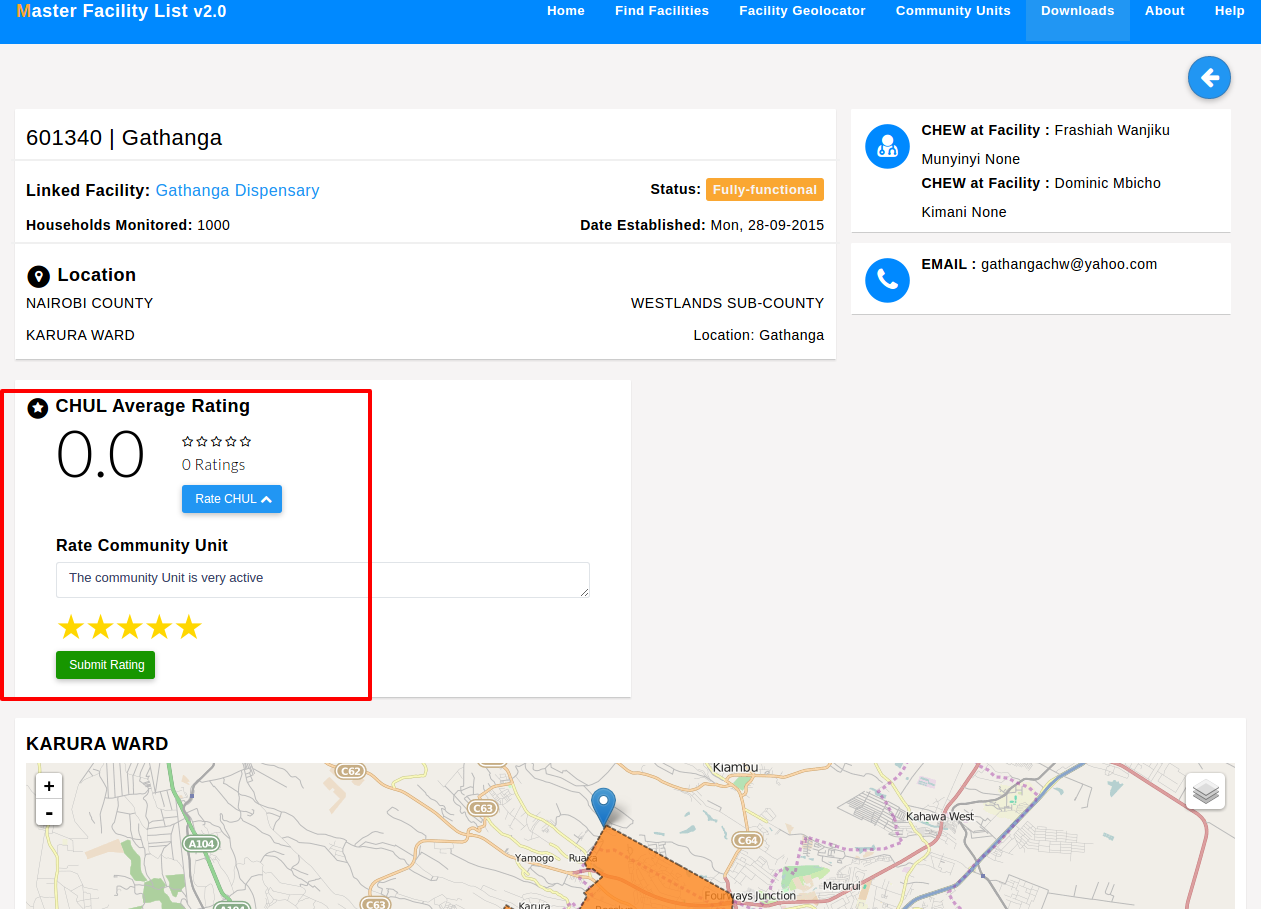 Master Facility List v2.0
Home Find Facilities Facility Geolocator Community Units Downloads About Help
601340 | Gathanga
Linked Facility: Gathanga Dispensary
Status: Fully-functional
Households Monitored: 1000
Date Established: Mon, 28-09-2015
Location
NAIROBI COUNTY
WESTLANDS SUB-COUNTY
KARURA WARD
Location: Gathanga
CHEW at Facility : Frashiah Wanjiku
Munyinyi None
CHEW at Facility : Dominic Mbicho
Kimani None
EMAIL : gathangachw@yahoo.com
CHUL Average Rating
0.0
0 Ratings
Rate CHUL
Rate Community Unit
The community Unit is very active
Submit Rating
KARURA WARD
+
-
C62
Kiambu
C63
Kahawa West
A104
C64
Yamogo
Ruaka
Marurui
Fourways Junction
C63
Karura
A104